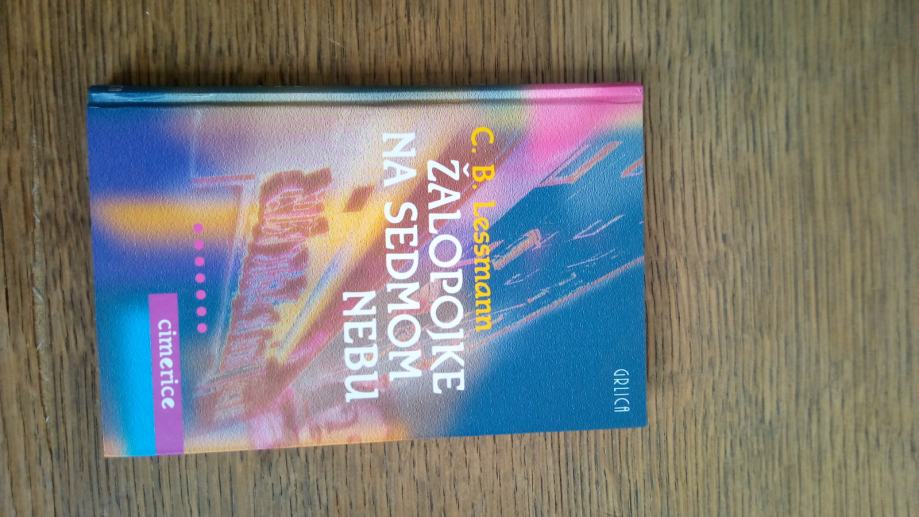 GRLICA
C. B. Lessmann
ŽALOPOJKE
NA SEDMOM
NEBU
cimerice